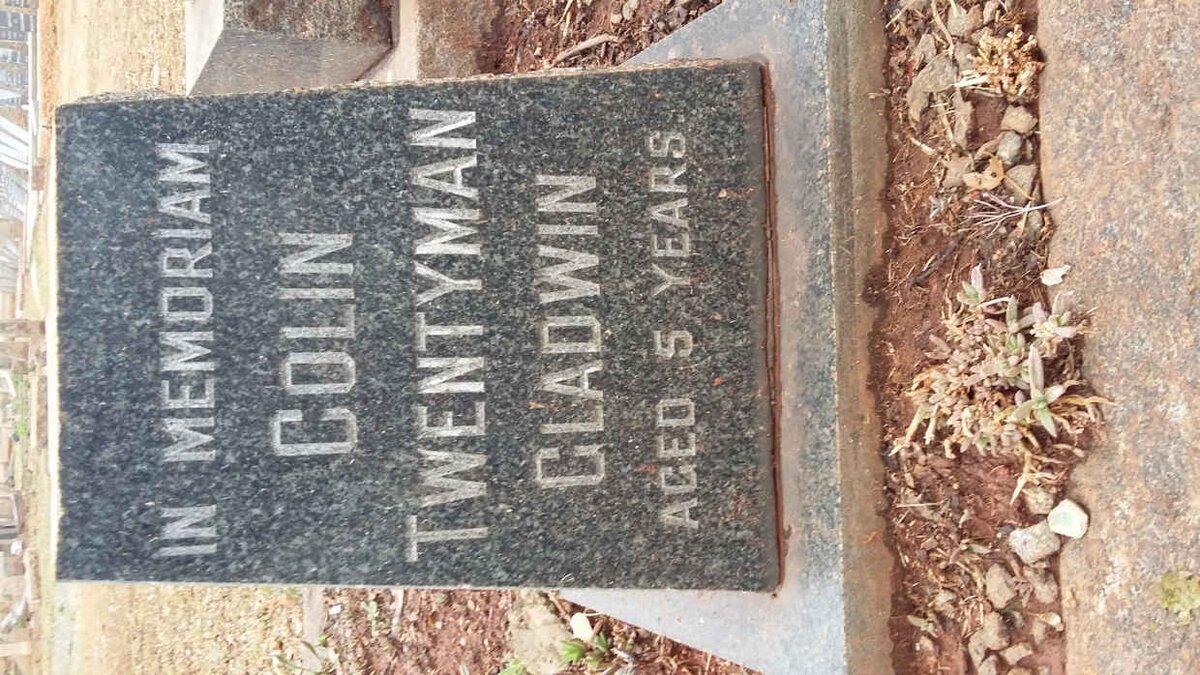 IN MEMORIAM
COLIN
TWENTYMAN
GLADWIN
AGED 5 YEARS.